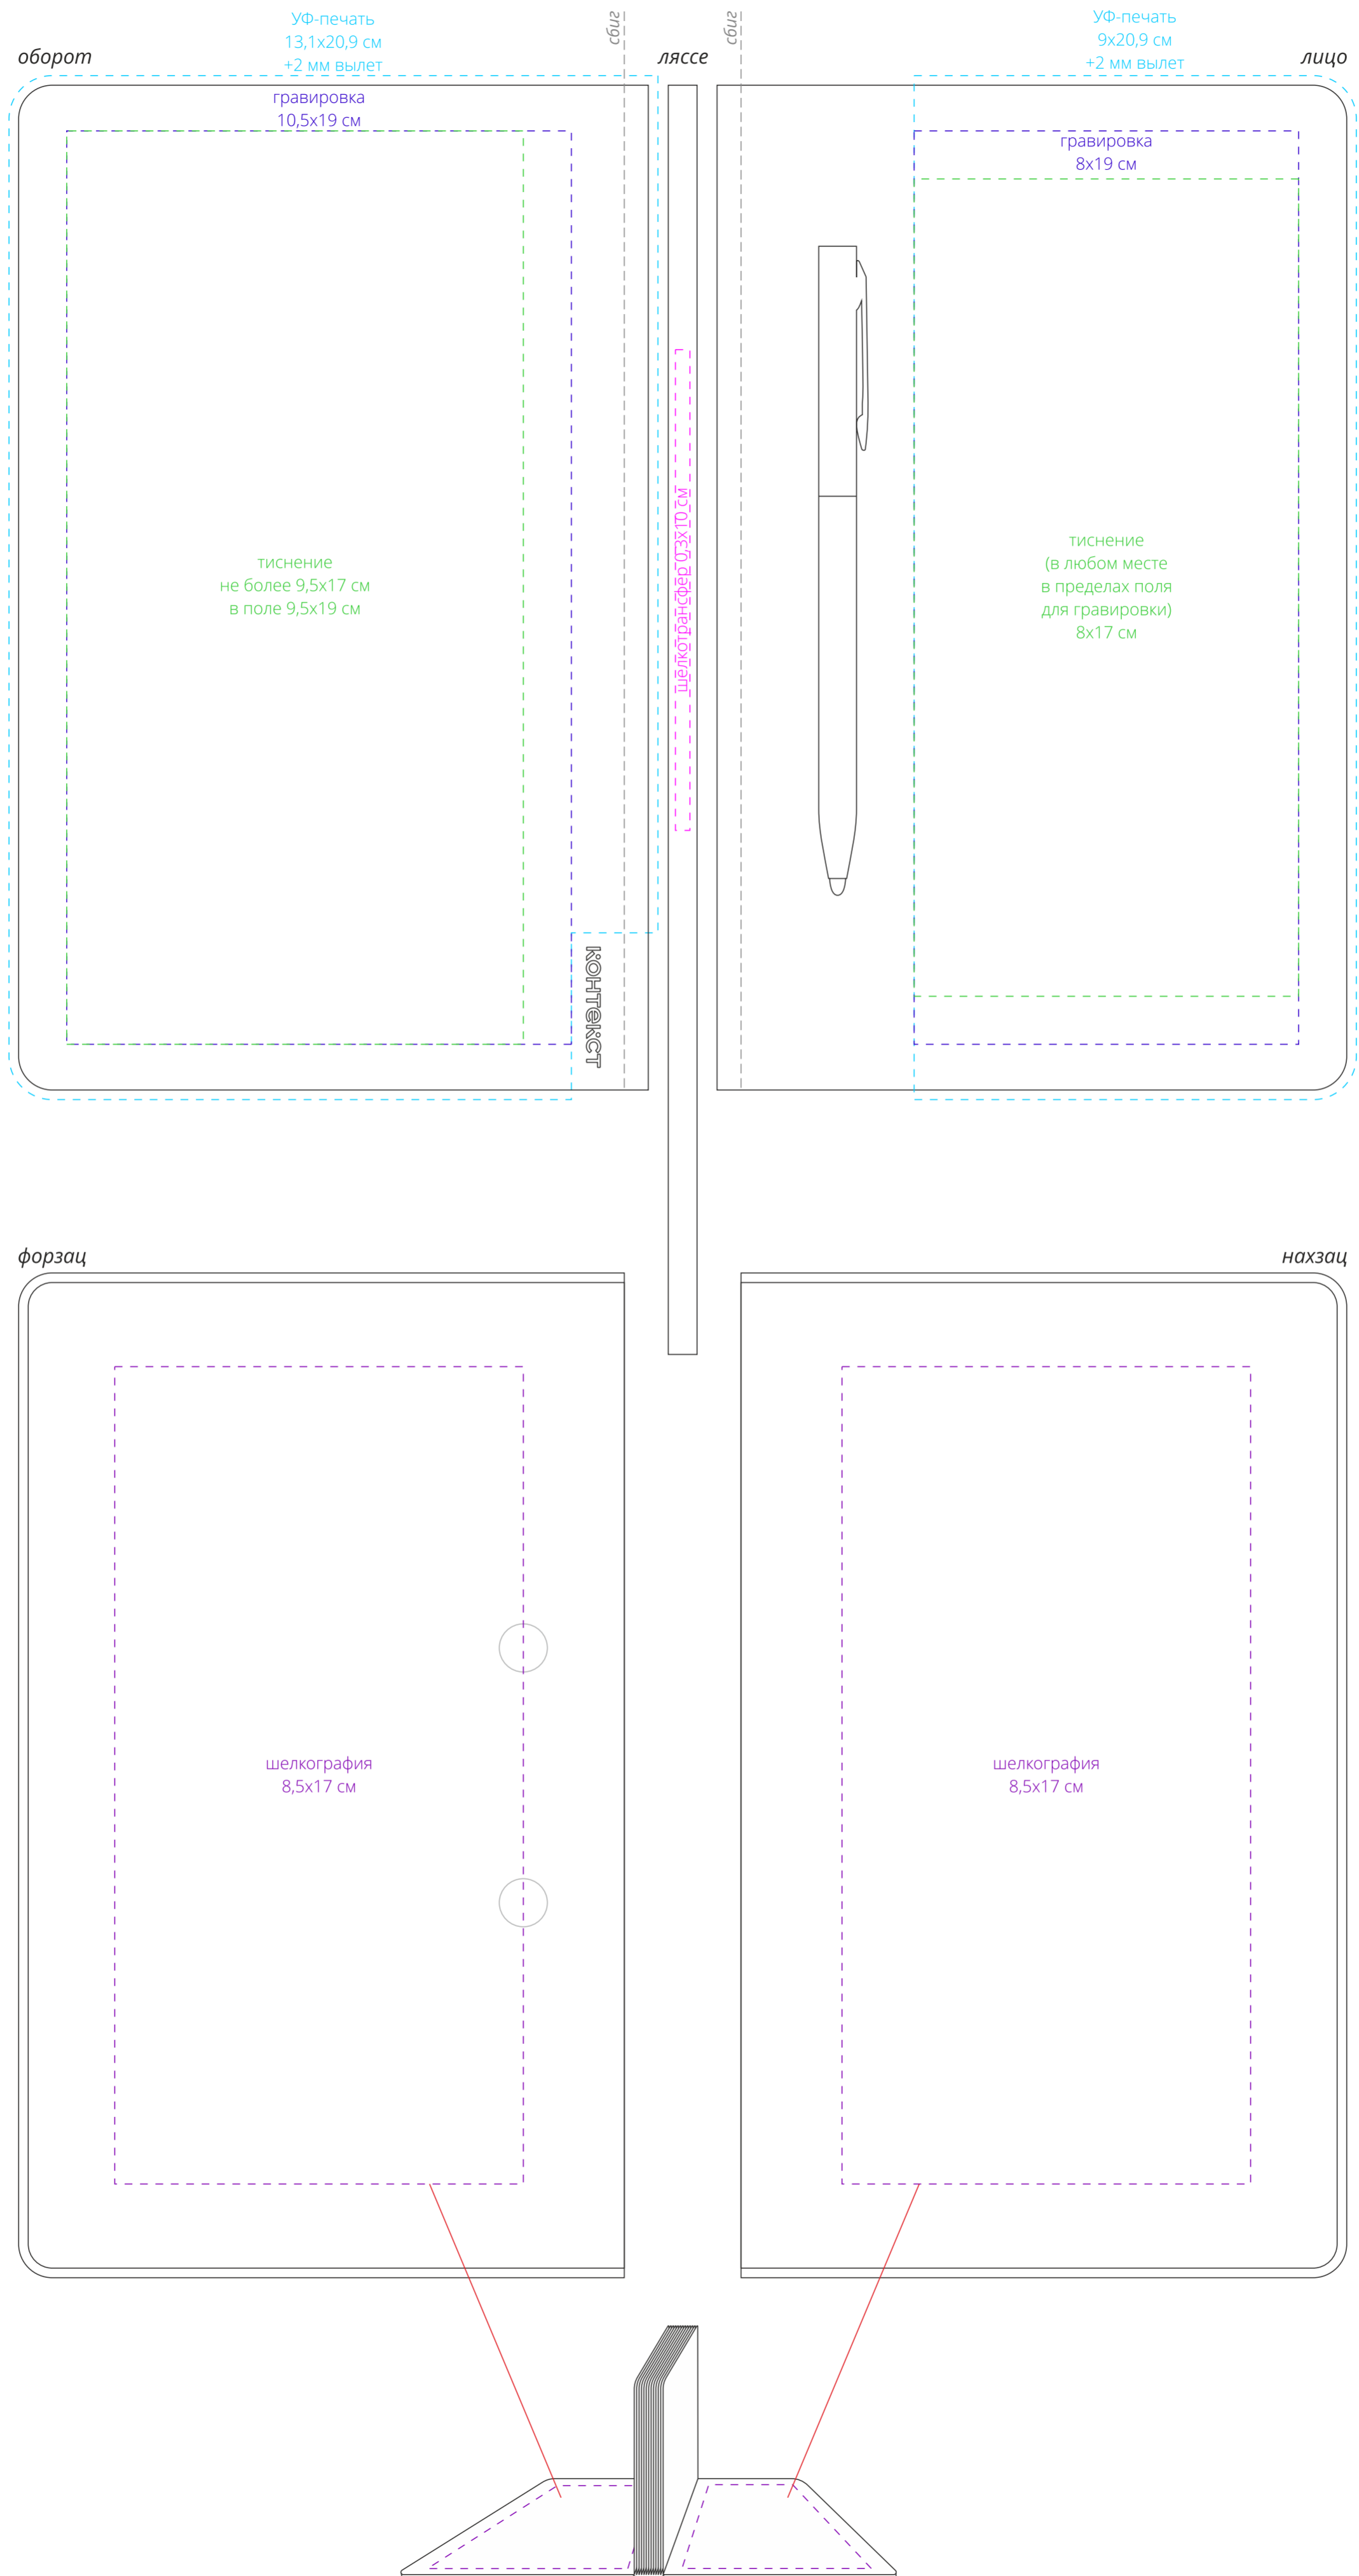 УФ-печать
13,1х20,9 см
+2 мм вылет
сбиг
сбиг
УФ-печать
9х20,9 см
+2 мм вылет
оборот
ляссе
лицо
гравировка
10,5х19 см
гравировка
8х19 см
шелкотрансфер 0,3х10 см
тиснение
не более 9,5х17 см
в поле 9,5х19 см
тиснение
(в любом месте
в пределах поля
для гравировки)
8х17 см
контекст
форзац
нахзац
шелкография
8,5х17 см
шелкография
8,5х17 см